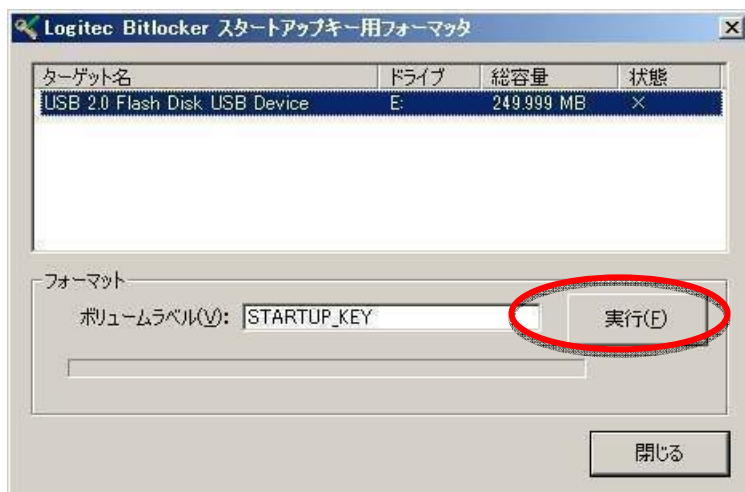 Logitec Bitlocker スタートアップキー用フォーマッタ
ターゲット名 ドライブ 総容量 状態
USB 2.0 Flash Disk USB Device E: 249.999 MB ×
フォーマット
ボリュームラベル(V): STARTUP_KEY 実行(F)
閉じる